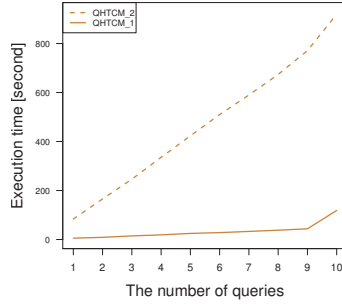 QHTCM_2
QHTCM_1
800
600
400
200
0
Execution time [second]
1 2 3 4 5 6 7 8 9 10
The number of queries